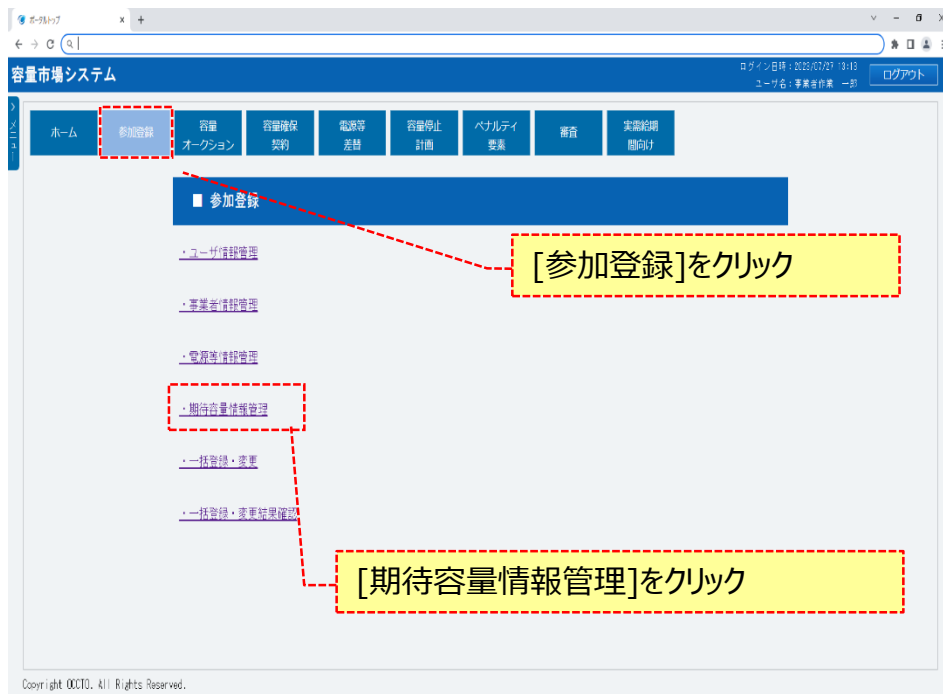 ポータルトップ
容量市場システム
ログイン日時：2023/07/27 13:13
ユーザ名：事業者作業 一郎
ログアウト
メニュー
ホーム
参加登録
容量
オークション
容量確保
契約
電源等
差替
容量停止
計画
ペナルティ
要素
審査
実需給期
間向け
■ 参加登録
・ユーザ情報管理
・事業者情報管理
・電源等情報管理
・期待容量情報管理
・一括登録・変更
・一括登録・変更結果確認
[参加登録]をクリック
[期待容量情報管理]をクリック
Copyright OCCTO. All Rights Reserved.